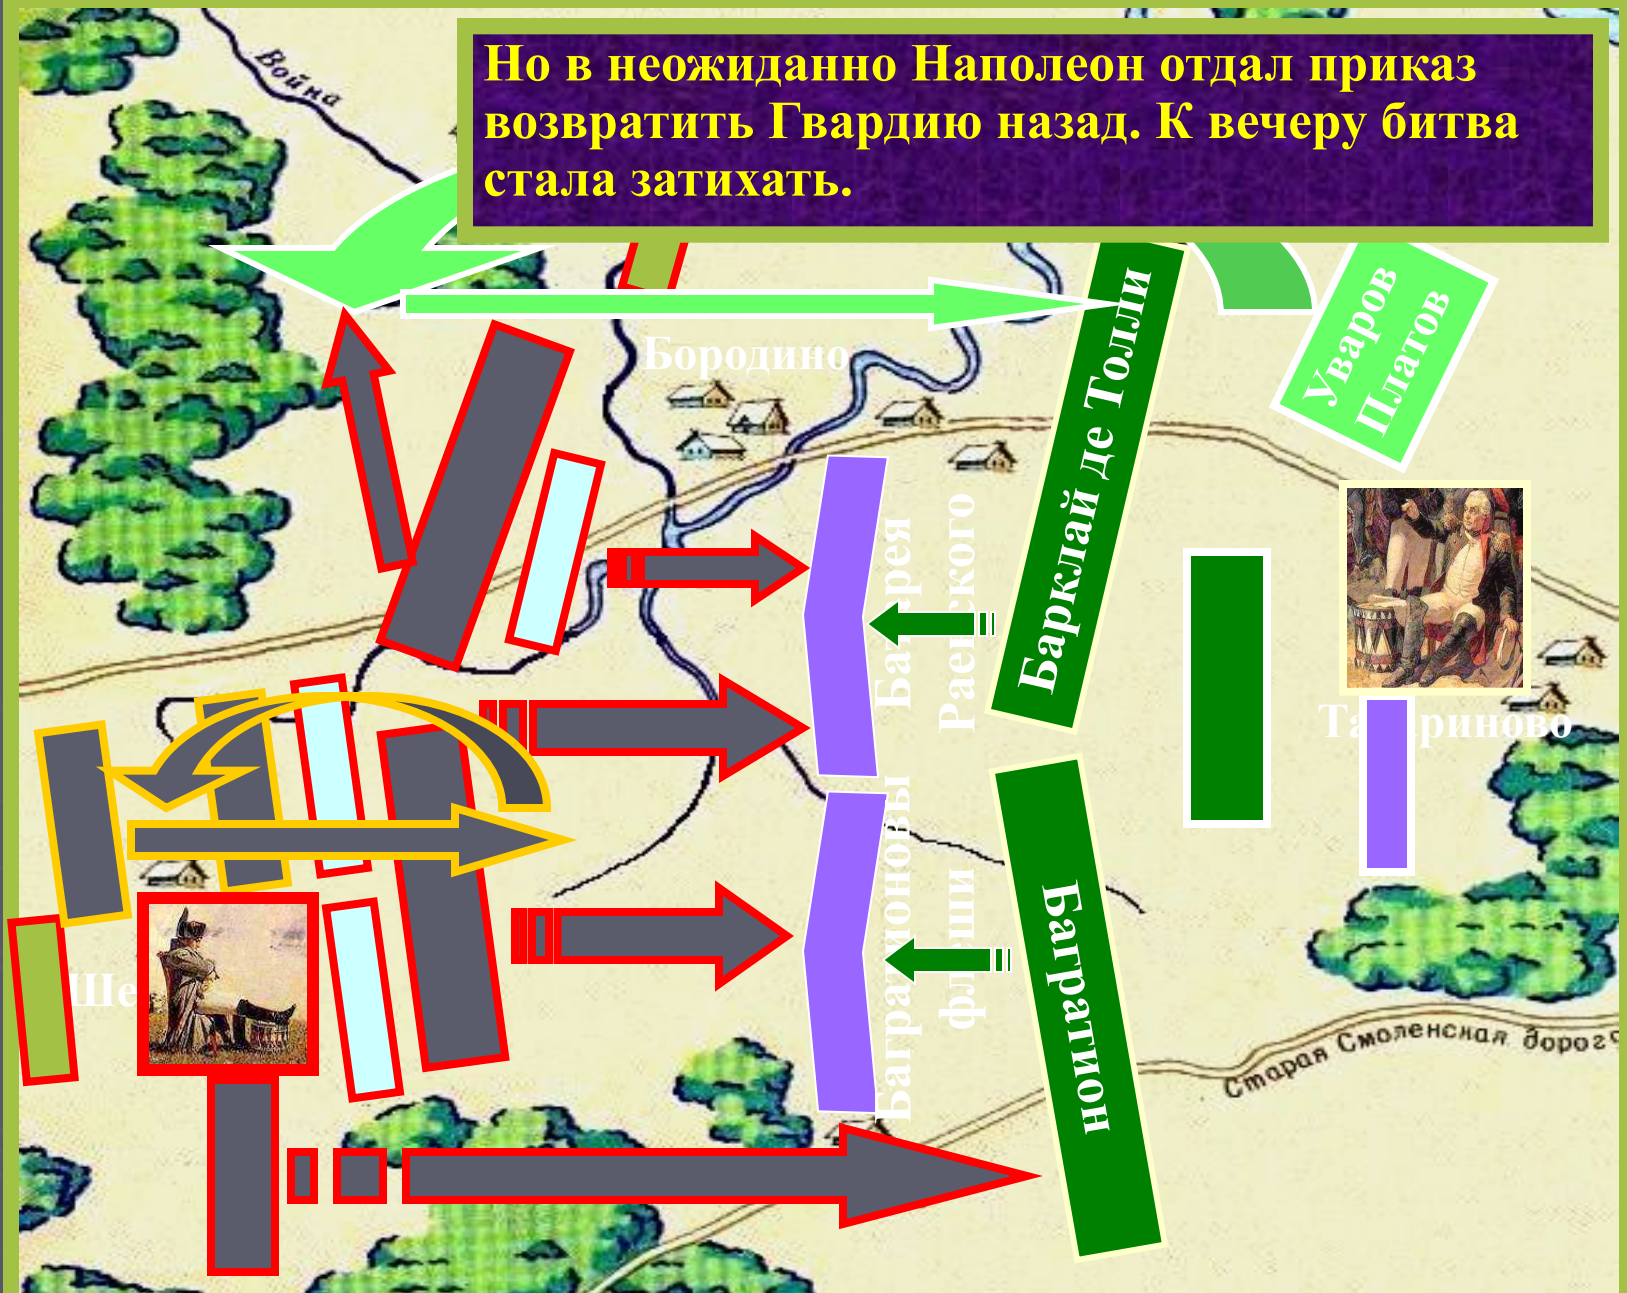 Но в неожиданно Наполеон отдал приказ
возвратить Гвардию назад. К вечеру битва
стала затихать.
Война
Бородино
Барклай де Толли
Уваров
Платов
Батарея
Раевского
Багратионовы
флеши
Багратион
Старая Смоленская дорога